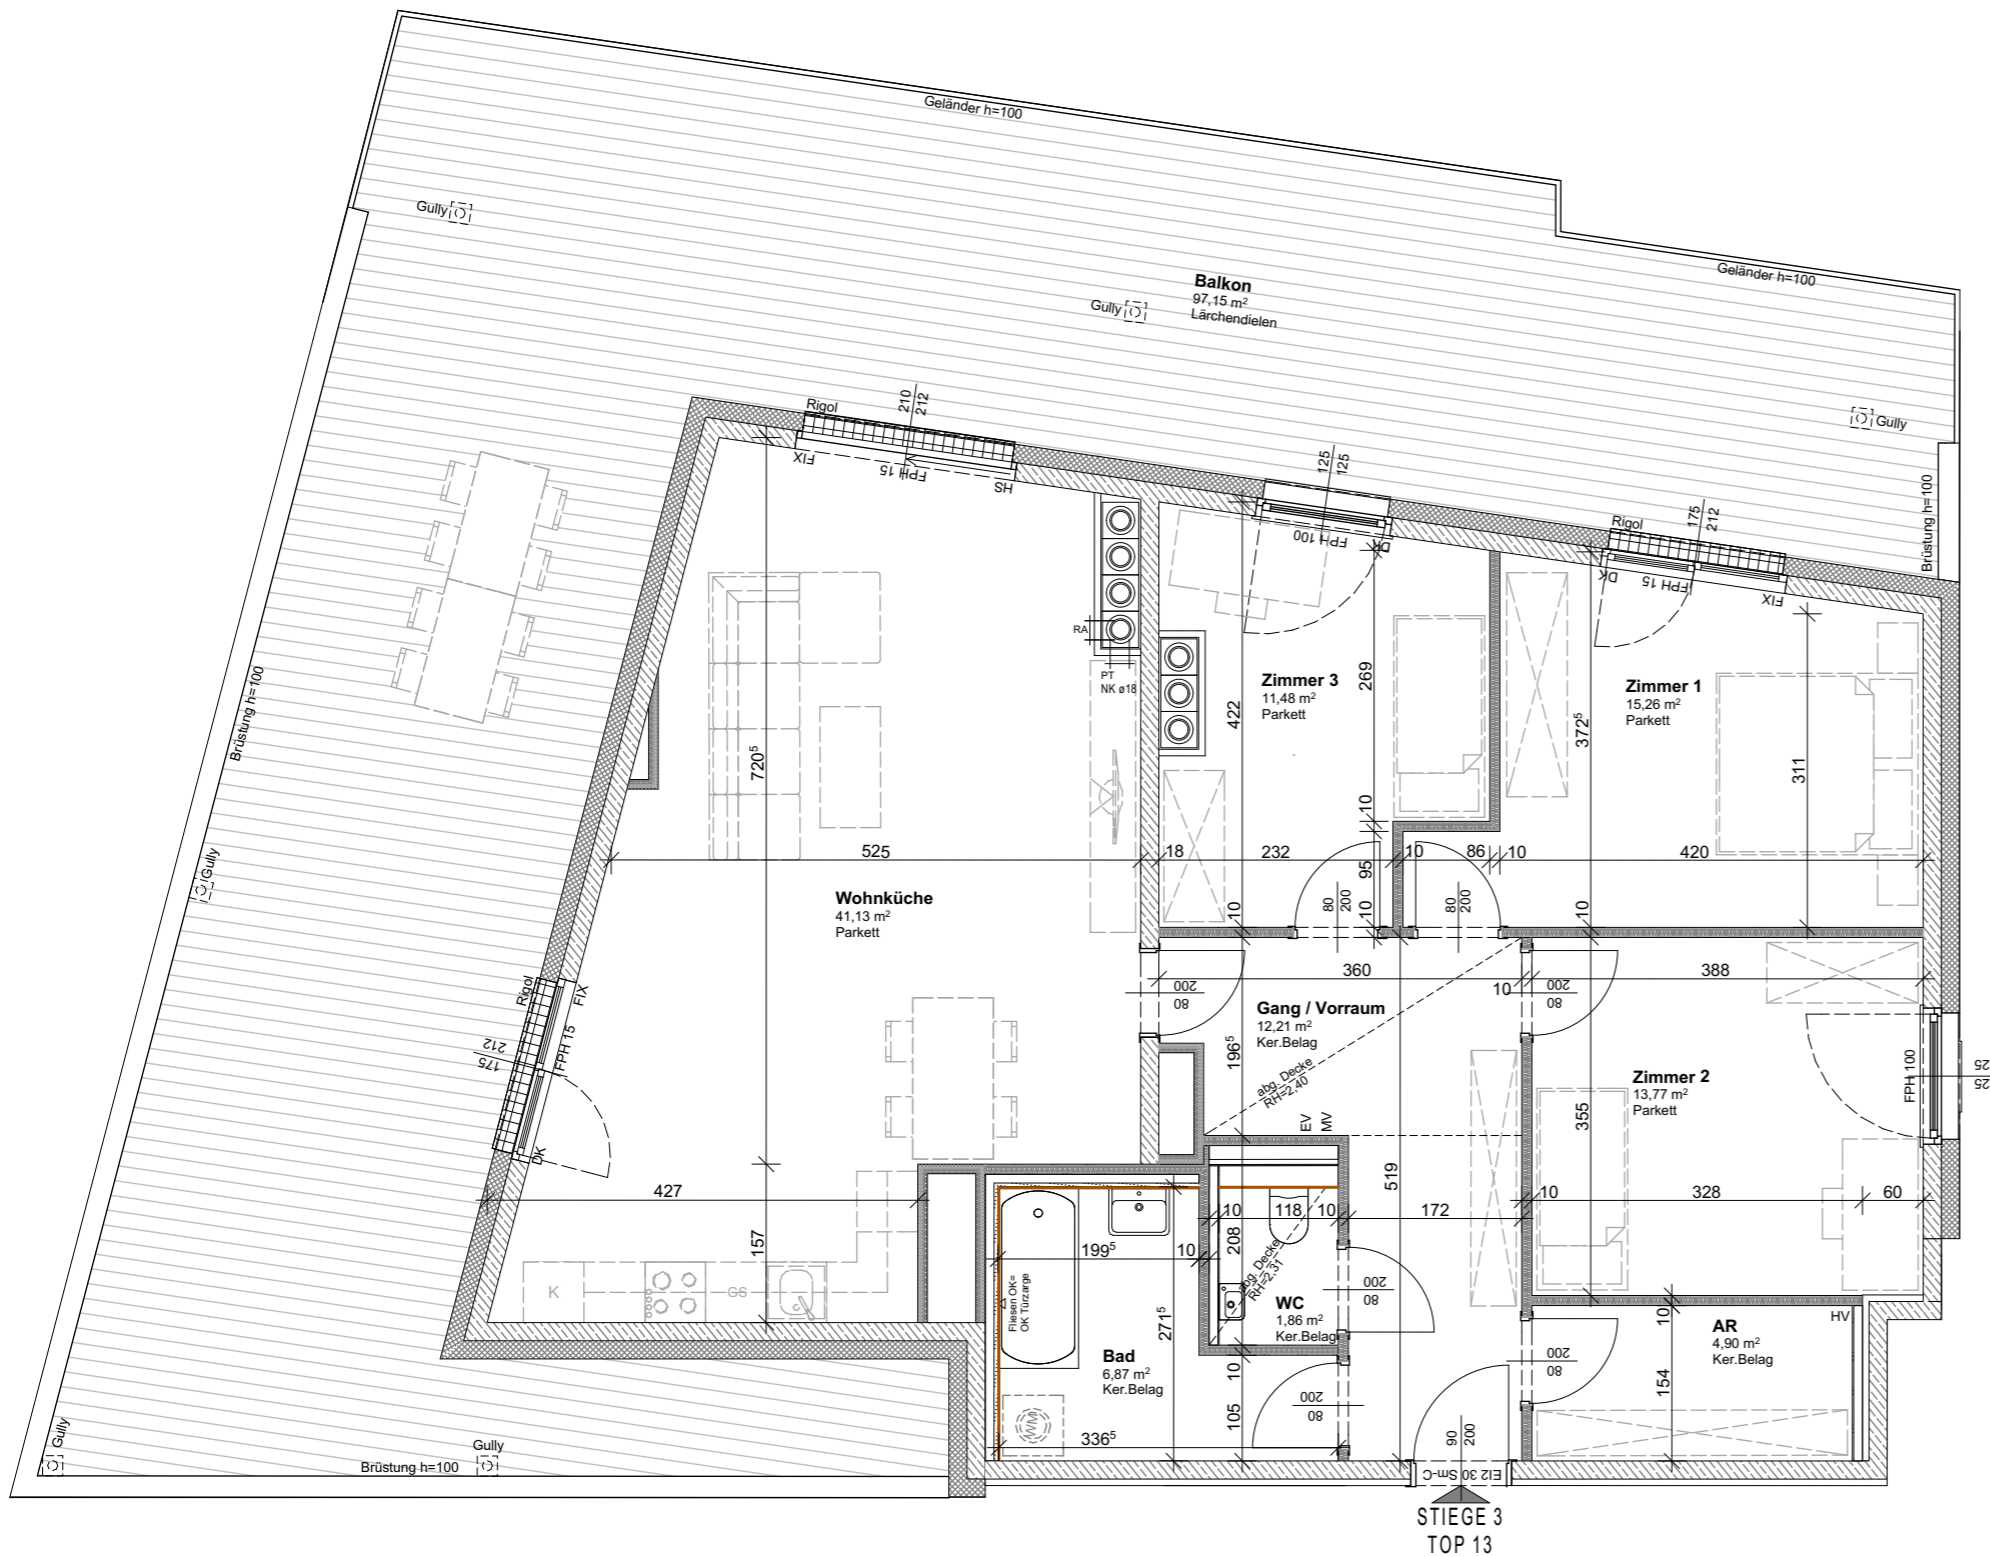 Geländer h=100
Geländer h=100
Gully
Balkon
97,15 m²
Lärchendielen
Gully
Gully
Brüstung h=100
Rigol
210
212
FIX
FPH 15
HS
125
125
FPH 100
DK
Rigol
175
212
DK
FPH 15
FIX
RA
PT
NK ø18
Zimmer 3
11,48 m²
Parkett
Zimmer 1
15,26 m²
Parkett
269
422
372⁵
311
720⁵
Brüstung h=100
10
525
18
232
10
86
10
420
95
Gully
Wohnküche
41,13 m²
Parkett
80
200
80
200
10
10
10
360
388
200
80
10
200
80
Rigol
FIX
FPH 15
212
175
DK
Gang / Vorraum
12,21 m²
Ker.Belag
196⁵
abg. Decke
RH=2,40
EV
MV
Zimmer 2
13,77 m²
Parkett
FPH 100
25
25
355
519
427
157
10
118
10
172
10
328
60
199⁵
10
208
abg. Decke
RH=2,31
200
80
K
GS
Fliesen OK=
OK Türzarge
271⁵
WC
1,86 m²
Ker.Belag
10
HV
AR
4,90 m²
Ker.Belag
Bad
6,87 m²
Ker.Belag
10
200
80
154
WM
105
200
80
336⁵
90
200
EI2 30 Sm-C
Gully
Brüstung h=100
Gully
STIEGE 3
TOP 13